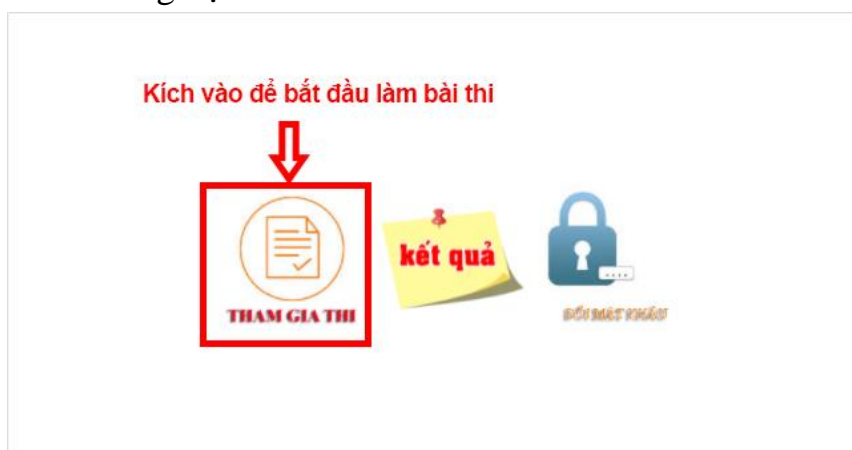 Kích vào để bắt đầu làm bài thi
kết quả
THAM GIA THI
ĐỔI MẬT KHẨU